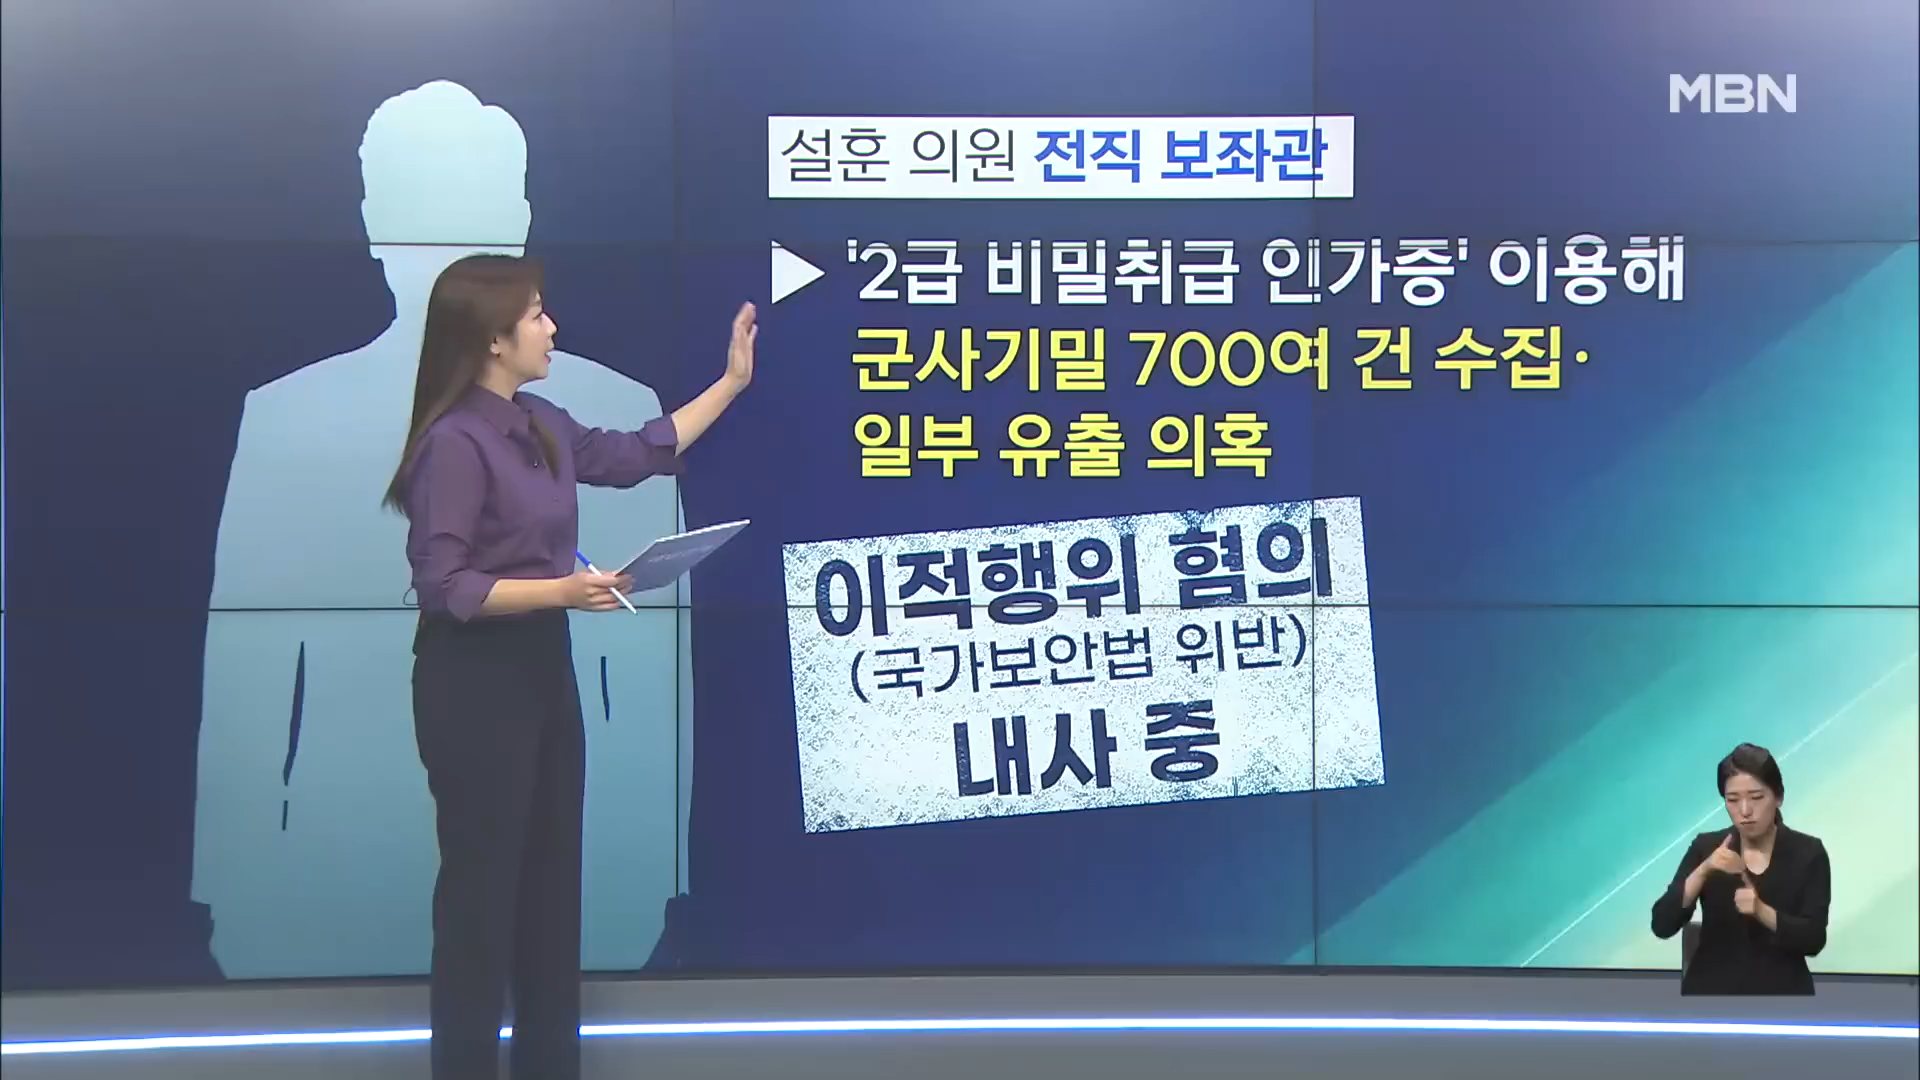 MBN
설훈 의원 전직 보좌관
▶ '2급 비밀취급 인가증' 이용해
군사기밀 700여 건 수집·
일부 유출 의혹
이적행위 혐의
(국가보안법 위반)
내사 중